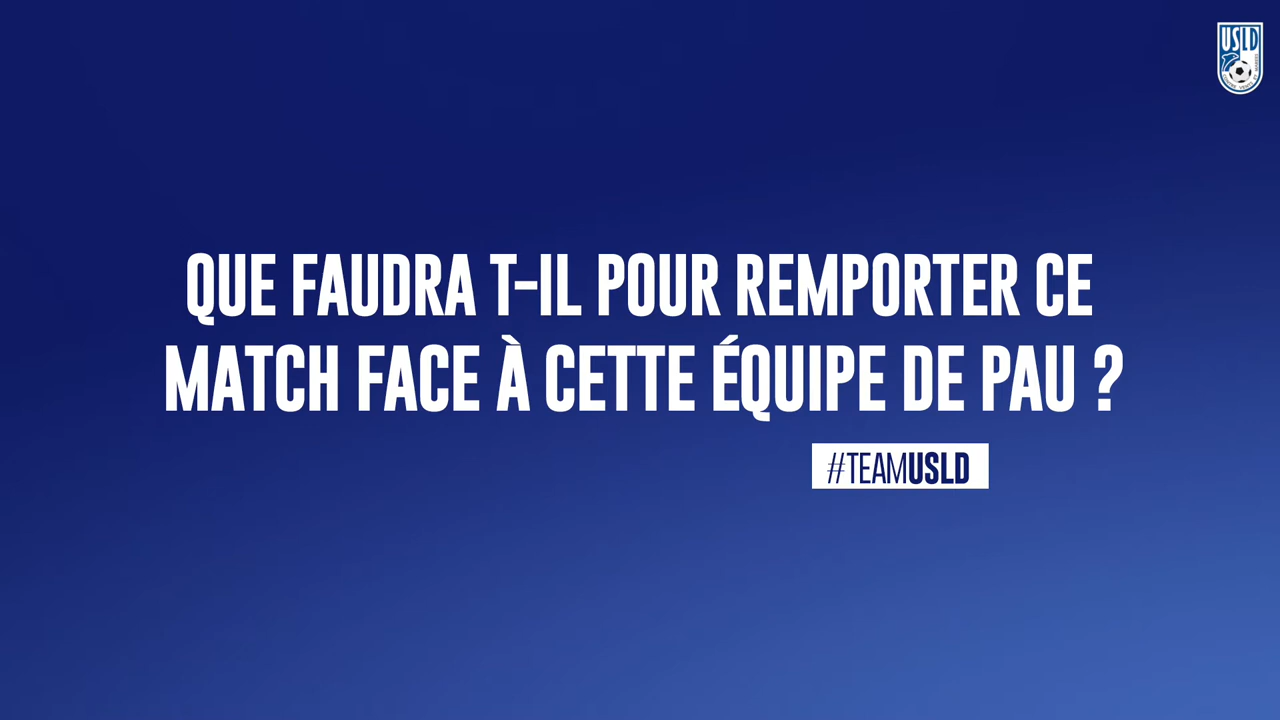 USLD
QUE FAUDRA T-IL POUR REMPORTER CE
MATCH FACE À CETTE ÉQUIPE DE PAU ?
#TEAMUSLD